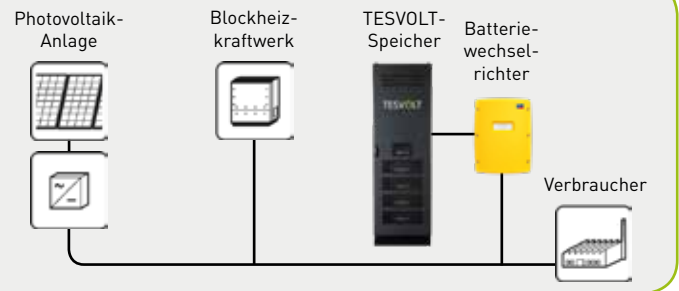 Photovoltaik-
Anlage
Blockheiz-
kraftwerk
TESVOLT-
Speicher
Batterie-
wechsel-
richter
TESVOLT
Verbraucher